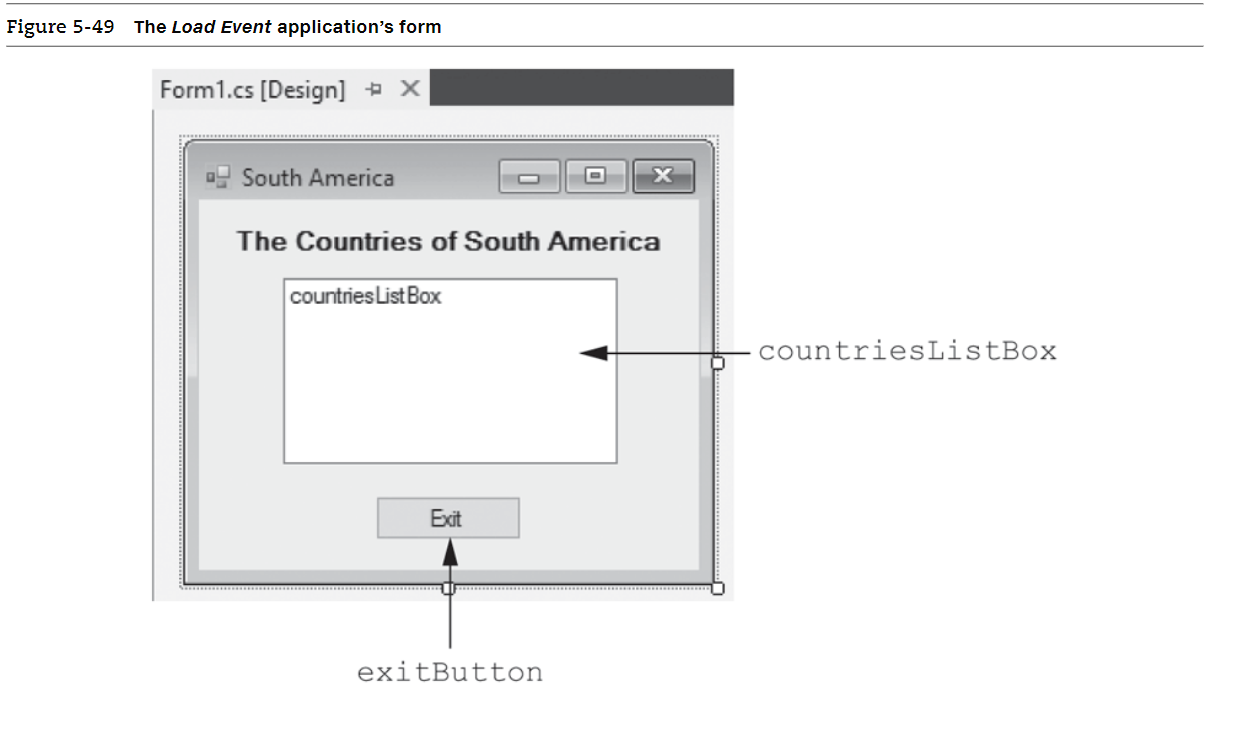 Figure 5-49 The Load Event application’s form
Form1.cs [Design]
South America
The Countries of South America
countriesListBox
countriesListBox
Exit
exitButton